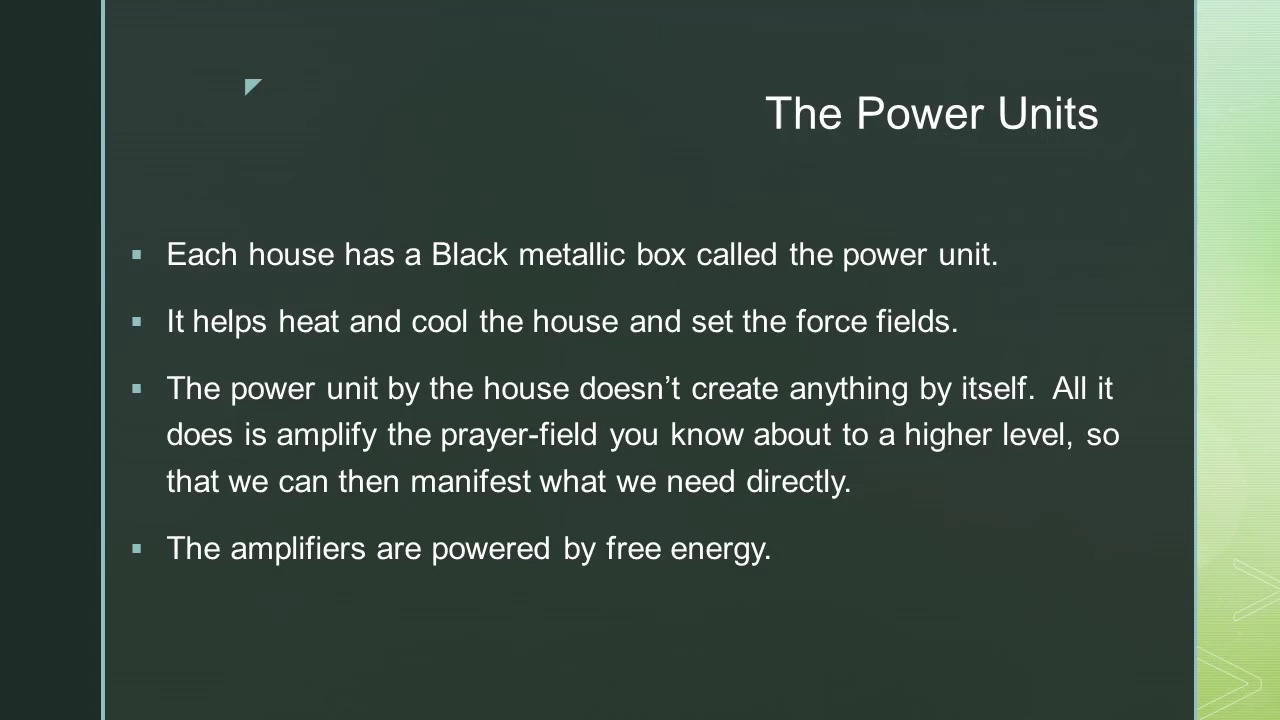 The Power Units
▪ Each house has a Black metallic box called the power unit.
▪ It helps heat and cool the house and set the force fields.
▪ The power unit by the house doesn’t create anything by itself.  All it
does is amplify the prayer-field you know about to a higher level, so
that we can then manifest what we need directly.
▪ The amplifiers are powered by free energy.